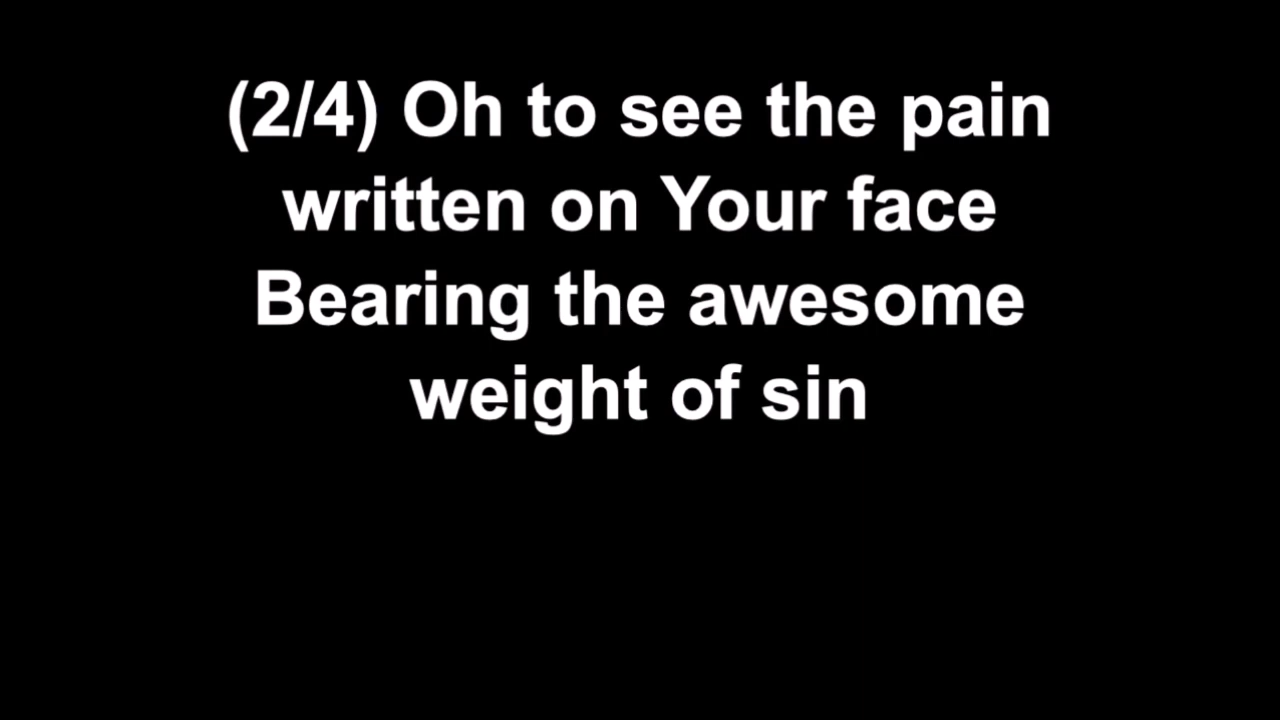 (2/4) Oh to see the pain
written on Your face
Bearing the awesome
weight of sin